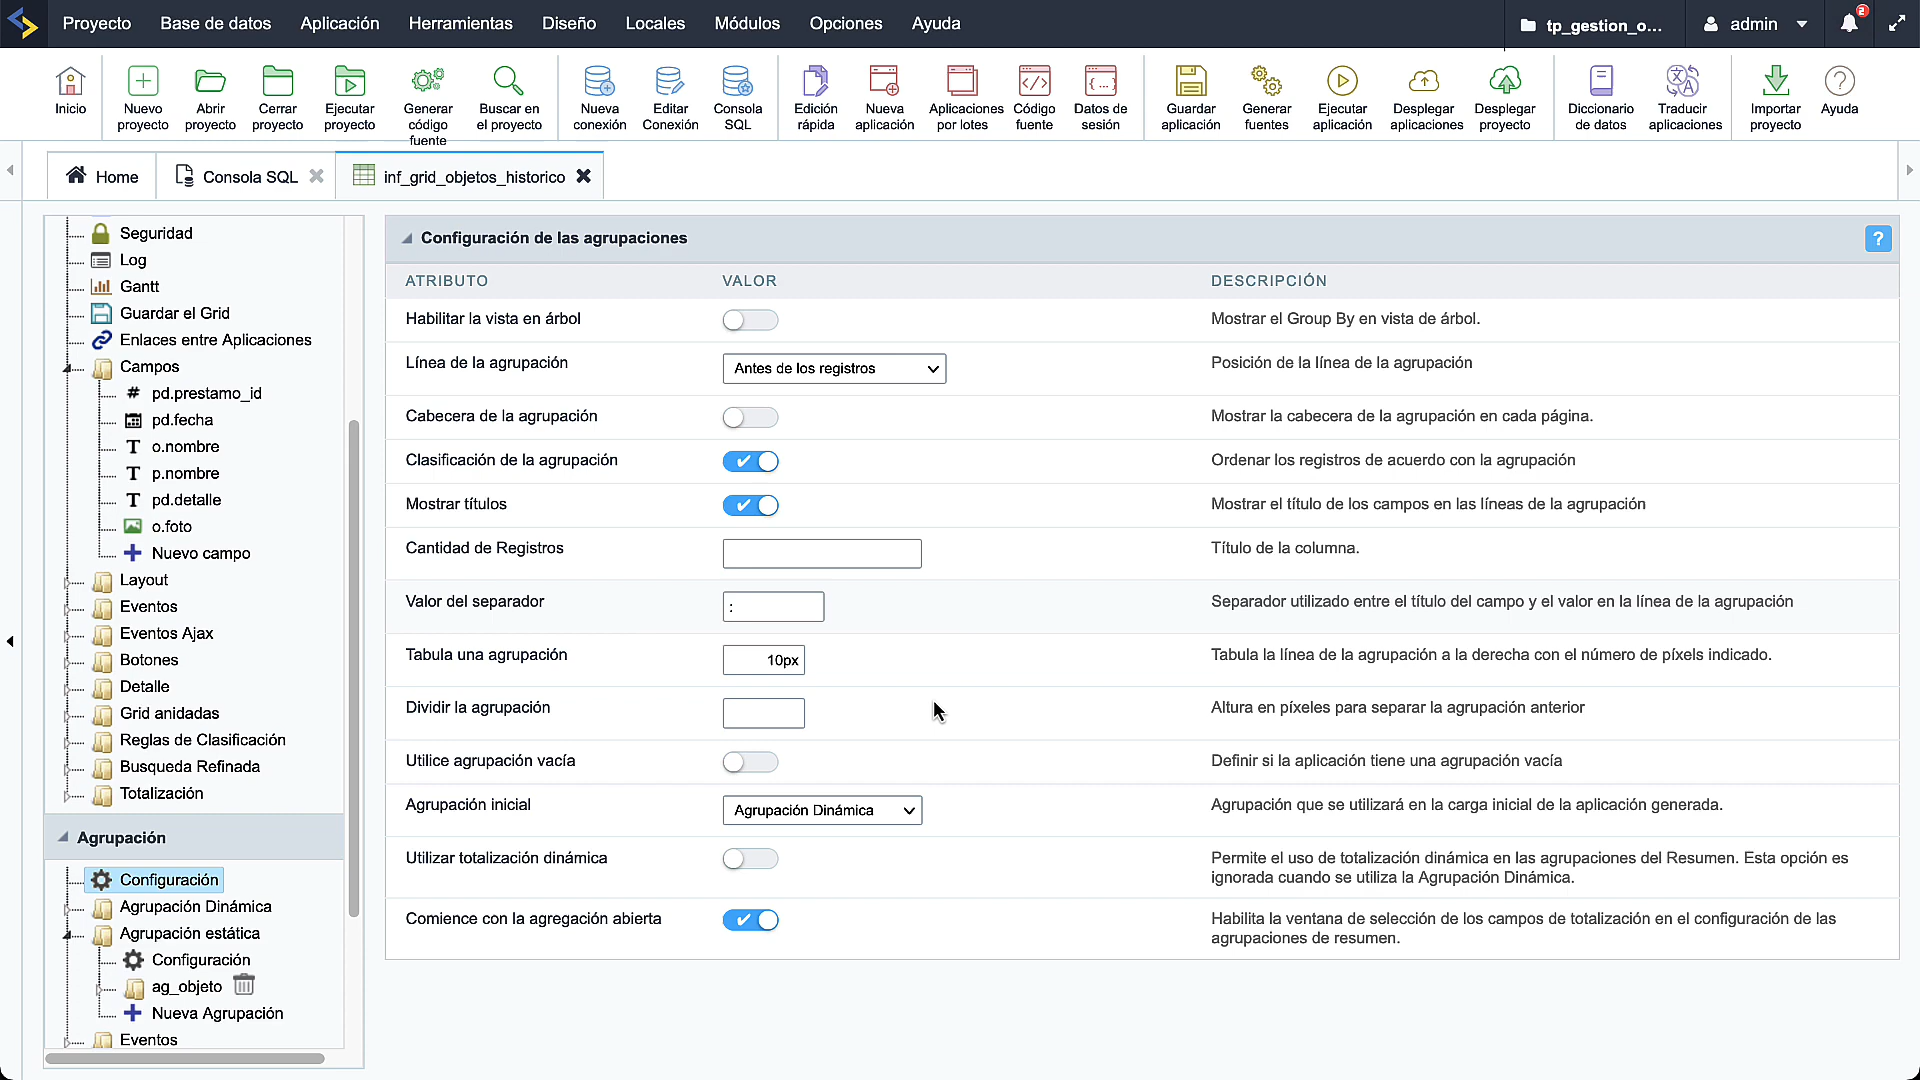 Proyecto Base de datos Aplicación Herramientas Diseño Locales Módulos Opciones Ayuda tp_gestion_o... admin 2
Inicio
Nuevo proyecto
Abrir proyecto
Cerrar proyecto
Ejecutar proyecto
Generar código fuente
Buscar en el proyecto
Nueva conexión
Editar Conexión
Consola SQL
Edición rápida
Nueva aplicación
Aplicaciones por lotes
Código fuente
Datos de sesión
Guardar aplicación
Generar fuentes
Ejecutar aplicación
Desplegar aplicaciones
Desplegar proyecto
Diccionario de datos
Traducir aplicaciones
Importar proyecto
Ayuda
Home Consola SQL inf_grid_objetos_historico
Seguridad
Log
Gantt
Guardar el Grid
Enlaces entre Aplicaciones
Campos
# pd.prestamo_id
pd.fecha
T o.nombre
T p.nombre
T pd.detalle
o.foto
Nuevo campo
Layout
Eventos
Eventos Ajax
Botones
Detalle
Grid anidadas
Reglas de Clasificación
Busqueda Refinada
Totalización
Agrupación
Configuración
Agrupación Dinámica
Agrupación estática
Configuración
ag_objeto
Nueva Agrupación
Eventos
Configuración de las agrupaciones ?
ATRIBUTO VALOR DESCRIPCIÓN
Habilitar la vista en árbol Mostrar el Group By en vista de árbol.
Línea de la agrupación Antes de los registros Posición de la línea de la agrupación
Cabecera de la agrupación Mostrar la cabecera de la agrupación en cada página.
Clasificación de la agrupación Ordenar los registros de acuerdo con la agrupación
Mostrar títulos Mostrar el título de los campos en las líneas de la agrupación
Cantidad de Registros Título de la columna.
Valor del separador : Separador utilizado entre el título del campo y el valor en la línea de la agrupación
Tabula una agrupación 10px Tabula la línea de la agrupación a la derecha con el número de píxels indicado.
Dividir la agrupación Altura en píxeles para separar la agrupación anterior
Utilice agrupación vacía Definir si la aplicación tiene una agrupación vacía
Agrupación inicial Agrupación Dinámica Agrupación que se utilizará en la carga inicial de la aplicación generada.
Utilizar totalización dinámica Permite el uso de totalización dinámica en las agrupaciones del Resumen. Esta opción es
ignorada cuando se utiliza la Agrupación Dinámica.
Comience con la agregación abierta Habilita la ventana de selección de los campos de totalización en el configuración de las
agrupaciones de resumen.